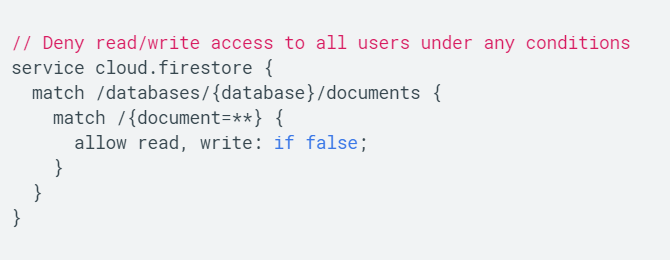 // Deny read/write access to all users under any conditions
service cloud.firestore {
  match /databases/{database}/documents {
    match /{document=**} {
      allow read, write: if false;
    }
  }
}